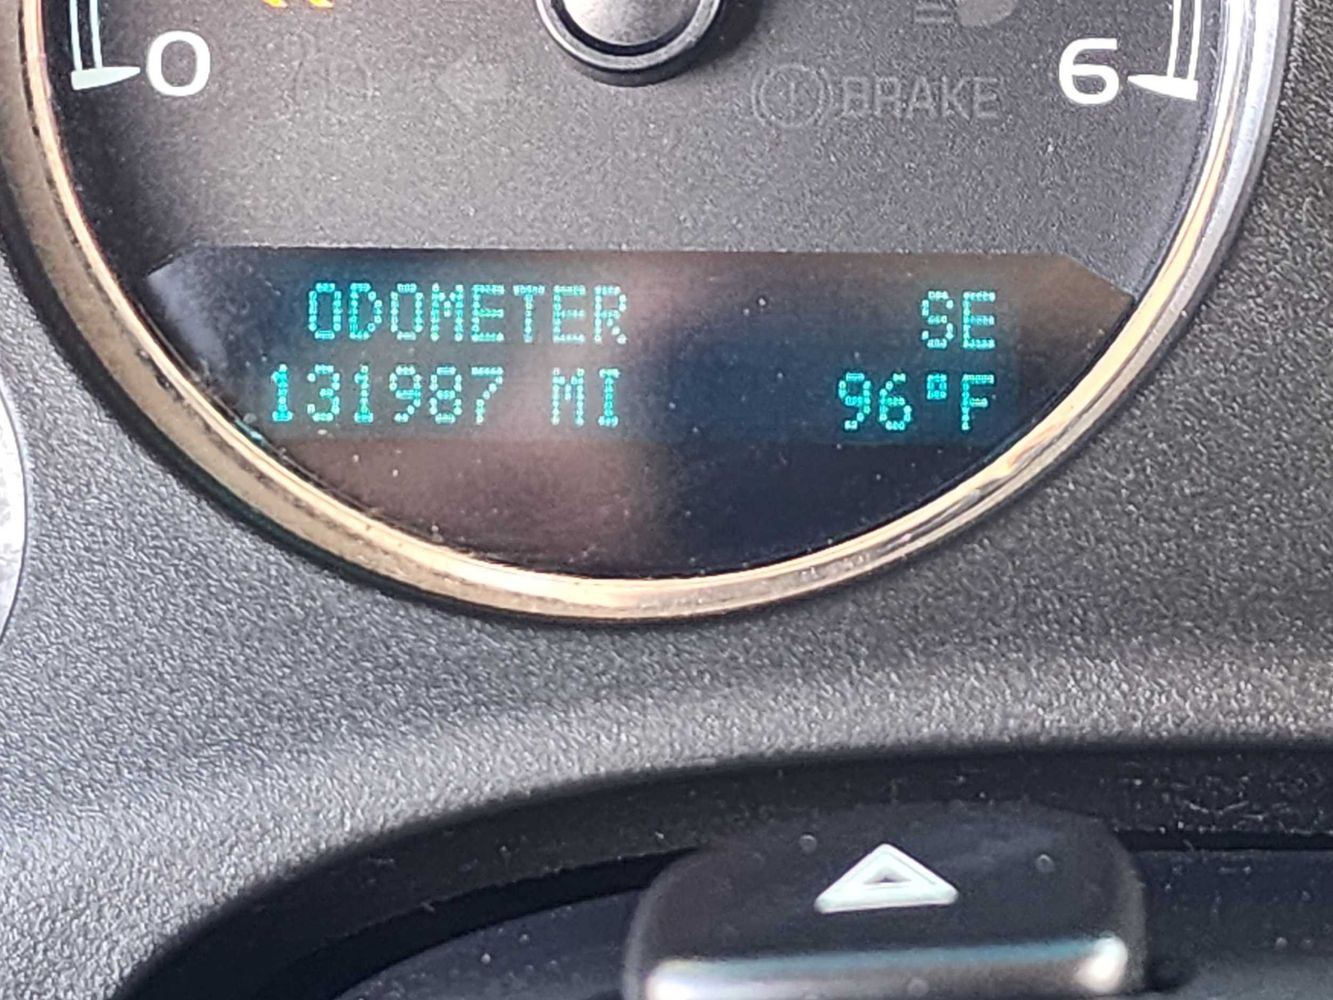 0
BRAKE
6
ODOMETER SE
131987 MI 96°F